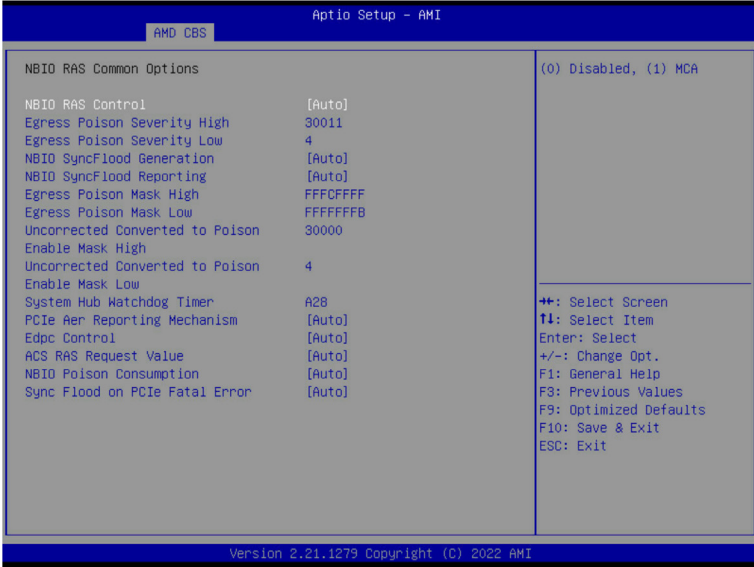 Aptio Setup – AMI
AMD CBS
NBIO RAS Common Options
NBIO RAS Control [Auto]
Egress Poison Severity High 30011
Egress Poison Severity Low 4
NBIO SyncFlood Generation [Auto]
NBIO SyncFlood Reporting [Auto]
Egress Poison Mask High FFFCFFFF
Egress Poison Mask Low FFFFFFFB
Uncorrected Converted to Poison 30000
Enable Mask High
Uncorrected Converted to Poison 4
Enable Mask Low
System Hub Watchdog Timer A28
PCIe Aer Reporting Mechanism [Auto]
Edpc Control [Auto]
ACS RAS Request Value [Auto]
NBIO Poison Consumption [Auto]
Sync Flood on PCIe Fatal Error [Auto]
(0) Disabled, (1) MCA
→←: Select Screen
↑↓: Select Item
Enter: Select
+/-: Change Opt.
F1: General Help
F3: Previous Values
F9: Optimized Defaults
F10: Save & Exit
ESC: Exit
Version 2.21.1279 Copyright (C) 2022 AMI